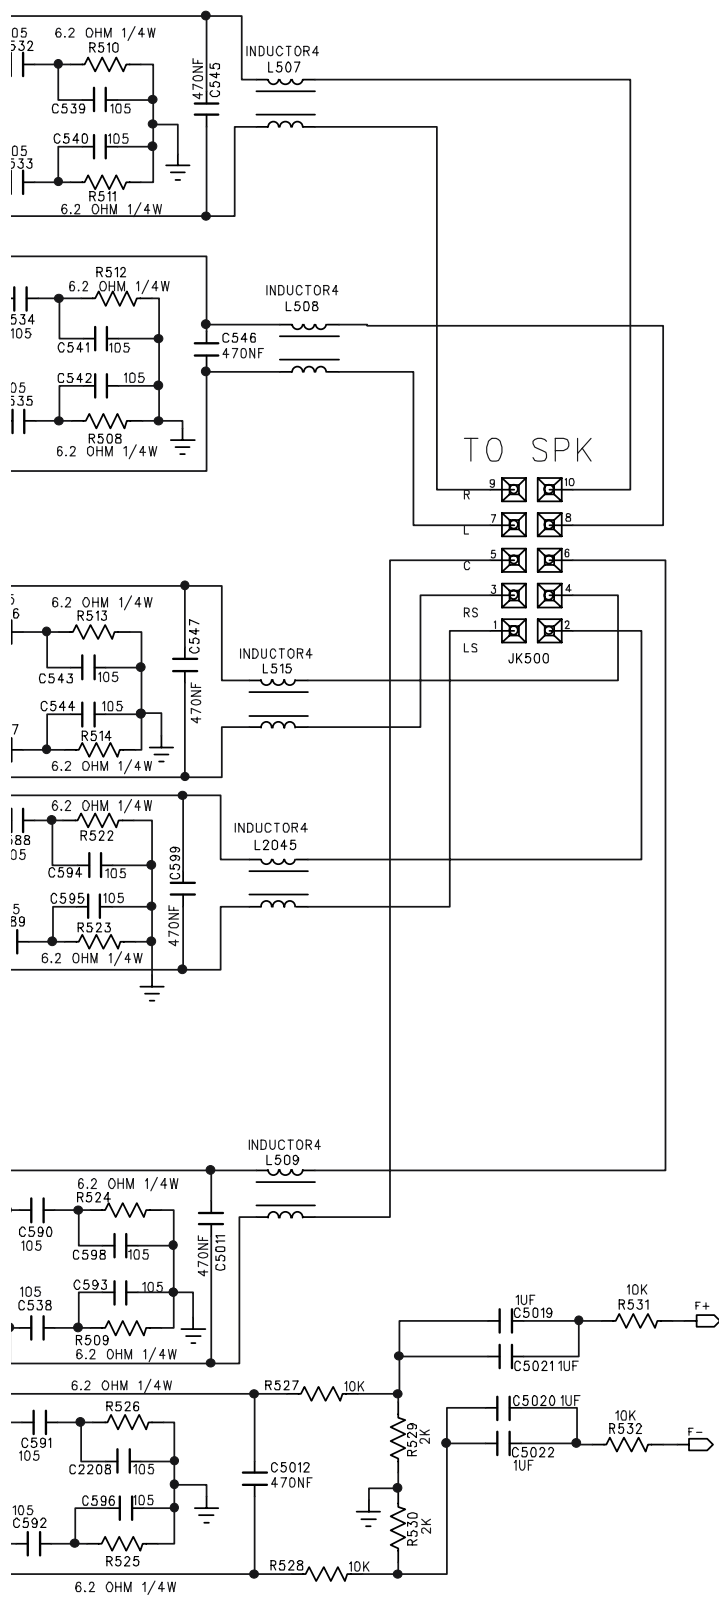 6.2 OHM 1/4W
R510
05
532
INDUCTOR4
L507
470NF
C545
C539
105
C540
105
05
533
R511
6.2 OHM 1/4W
R512
6.2 OHM 1/4W
INDUCTOR4
L508
534
105
C541
105
C546
470NF
C542
105
05
535
R508
6.2 OHM 1/4W
TO SPK
9
10
R
7
8
L
5
6
C
3
4
RS
1
2
LS
JK500
6.2 OHM 1/4W
R513
6
C547
INDUCTOR4
L515
C543
105
470NF
C544
105
7
R514
6.2 OHM 1/4W
6.2 OHM 1/4W
R522
588
05
INDUCTOR4
L2045
C599
C594
105
C595
105
5
89
R523
470NF
6.2 OHM 1/4W
INDUCTOR4
L509
6.2 OHM 1/4W
R524
C590
105
C598
105
470NF
C5011
105
C538
C593
105
R509
6.2 OHM 1/4W
1UF
C5019
10K
R531
F+
C5021
1UF
6.2 OHM 1/4W
R527
10K
R526
C591
105
C2208
105
R529
2K
C5020
1UF
C5022
1UF
10K
R532
F-
C5012
470NF
105
C592
C596
105
R525
R530
2K
R528
10K
6.2 OHM 1/4W